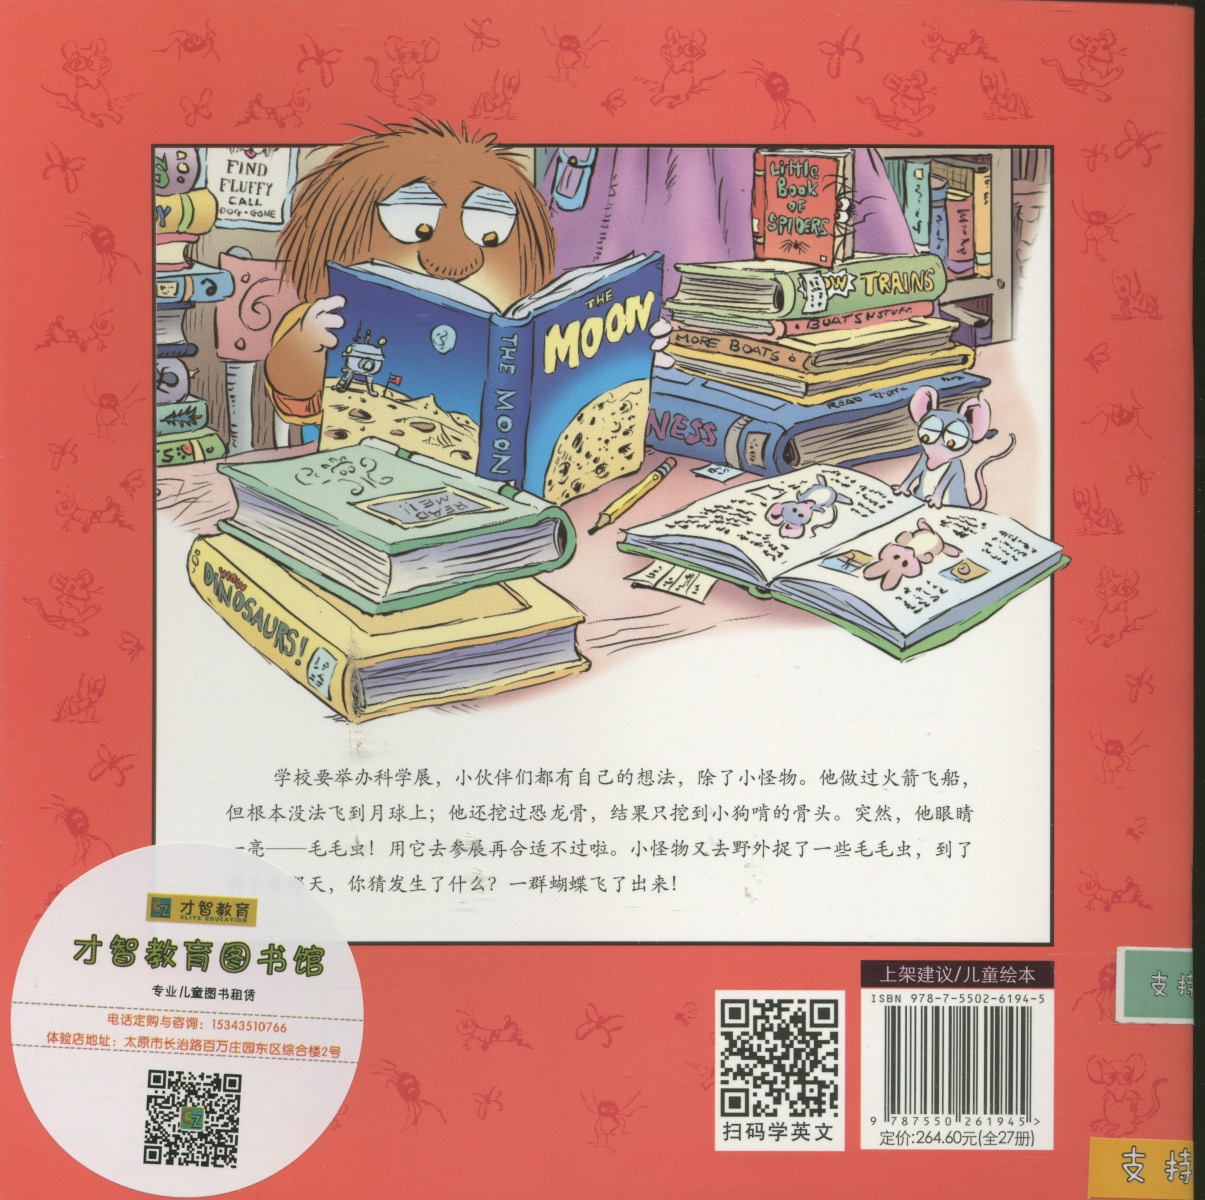 FIND
FLUFFY
CALL
DOG-GONE
Little
Book
OF
SPIDERS
TRAINS
BOATS N STUFF
MORE BOATS
READ
NESS
THE
MOON
THE MOON
READ
ME!!
WOW
DINOSAURS!
学校要举办科学展，小伙伴们都有自己的想法，除了小怪物。他做过火箭飞船，
但根本没法飞到月球上；他还挖过恐龙骨，结果只挖到小狗啃的骨头。突然，他眼睛
一亮——毛毛虫！用它去参展再合适不过啦。小怪物又去野外捉了一些毛毛虫，到了
天，你猜发生了什么？一群蝴蝶飞了出来！
才智教育
ELITE EDUCATION
才智教育图书馆
专业儿童图书租赁
电话定购与咨询：15343510766
体验店地址：太原市长治路百万庄园东区综合楼2号
扫码学英文
上架建议/儿童绘本
ISBN 978-7-5502-6194-5
9 787550 261945 >
定价:264.60元(全27册)
支持
支持